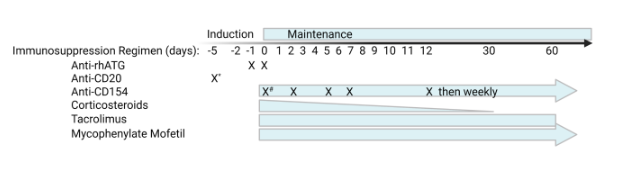 Induction Maintenance
Immunosuppression Regimen (days): -5 -2 -1 0 1 2 3 4 5 6 7 8 9 10 11 12 30 60
Anti-rhATG X X
Anti-CD20 X*
Anti-CD154 X# X X X X then weekly
Corticosteroids
Tacrolimus
Mycophenylate Mofetil